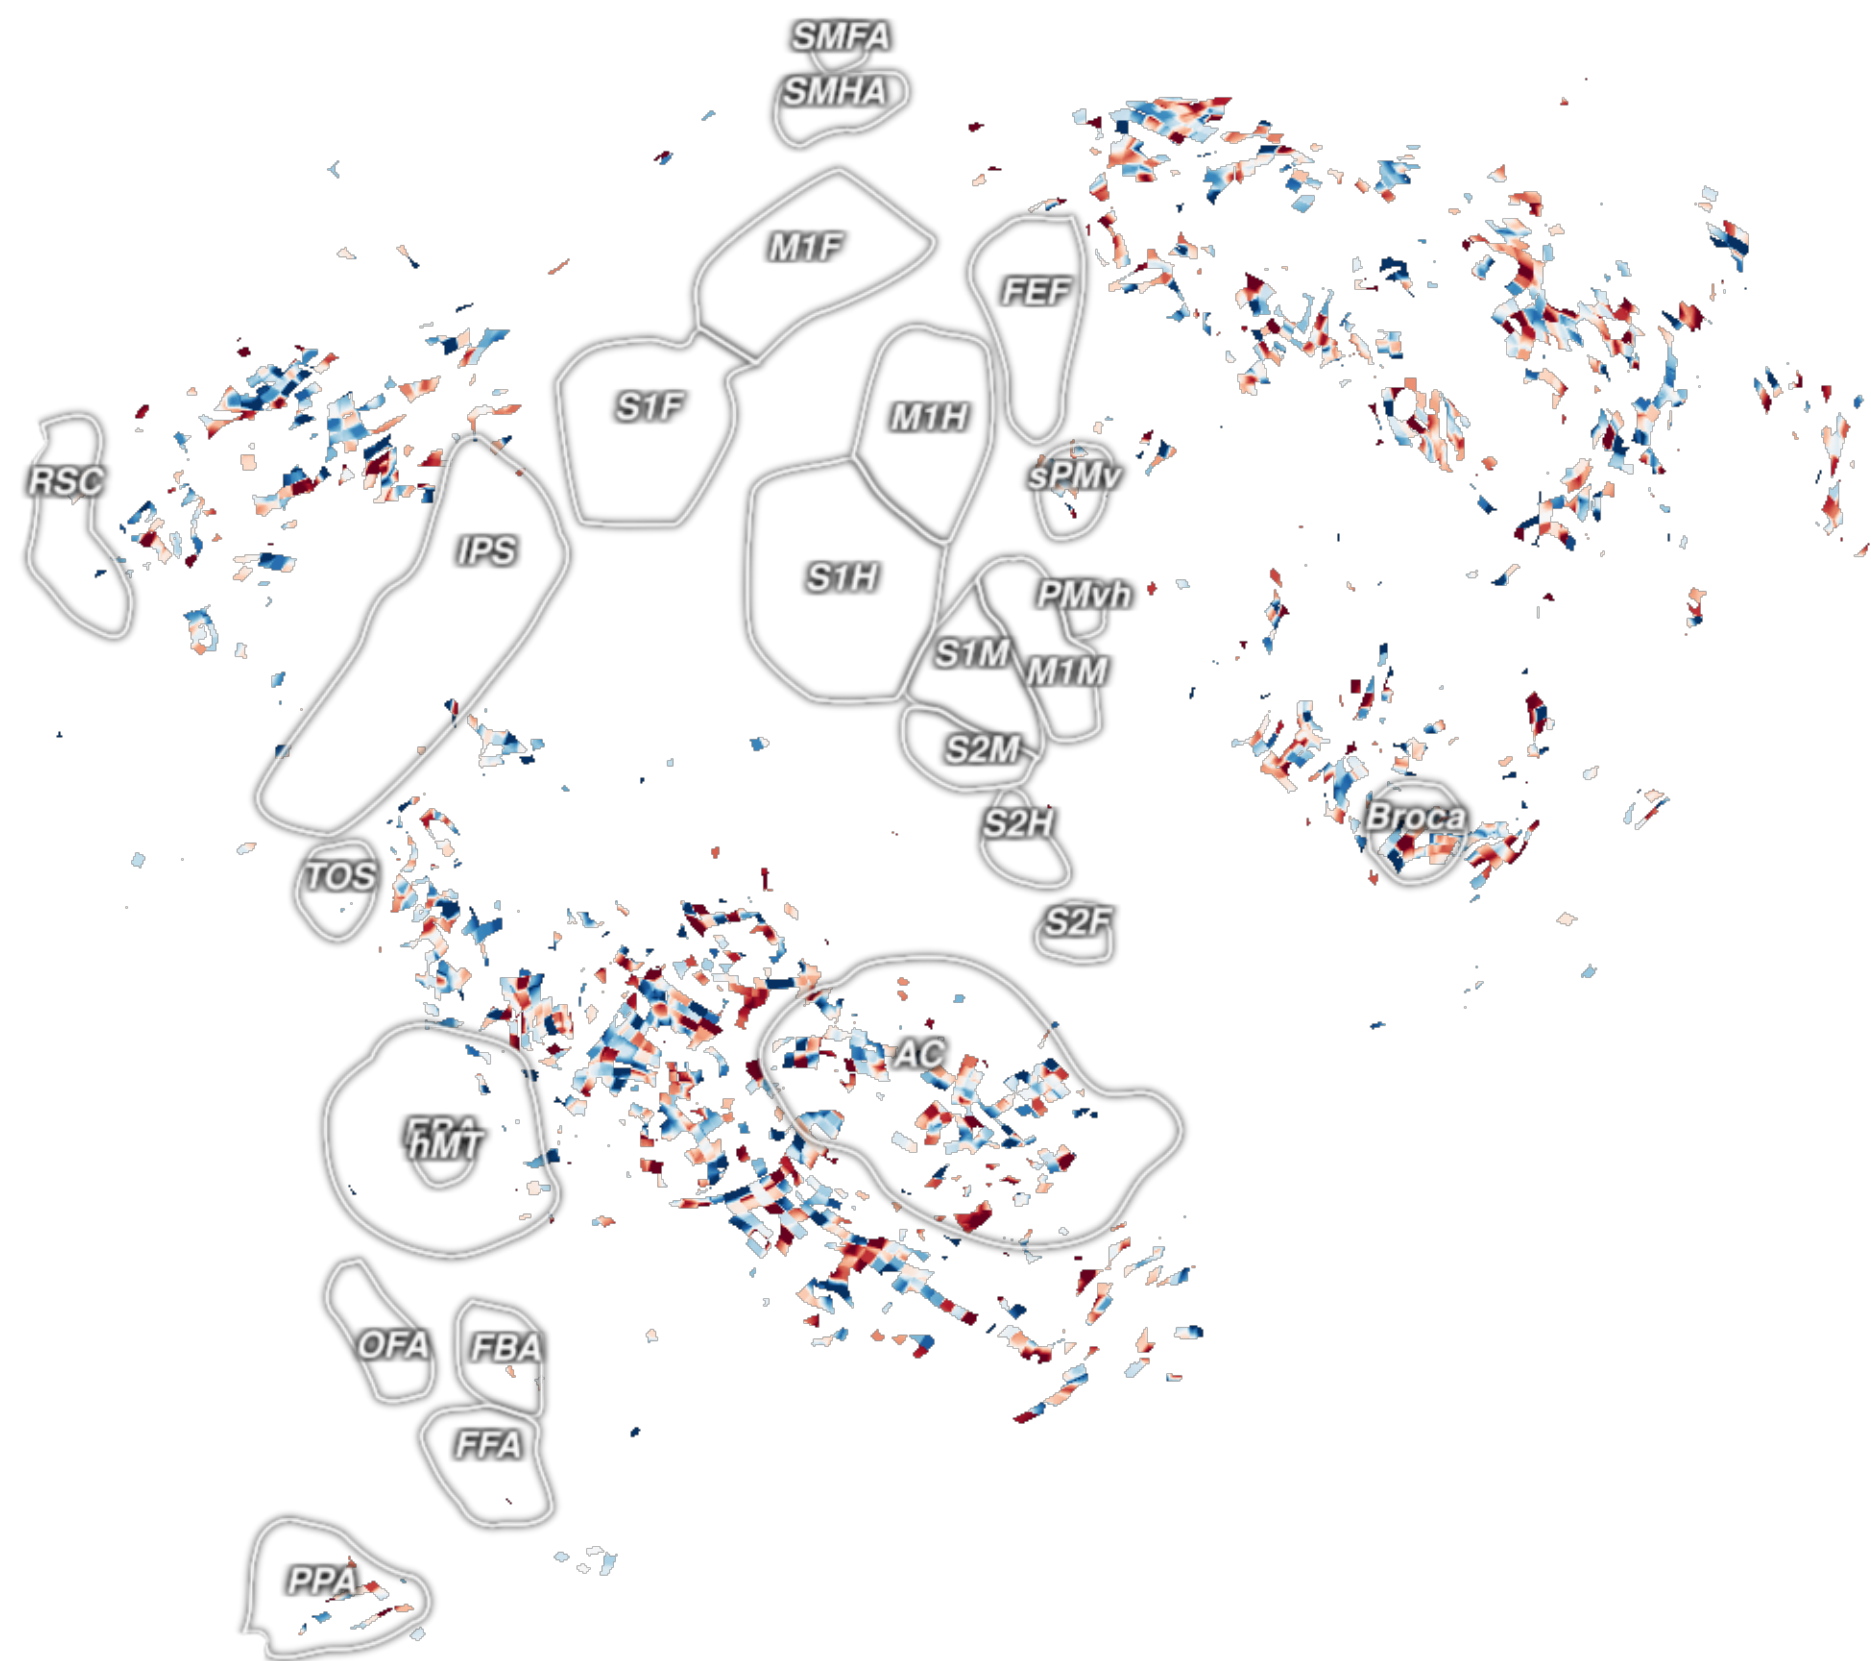 SMFA
SMHA
M1F
FEF
S1F
M1H
RSC
sPMv
IPS
S1H
PMvh
S1M
M1M
S2M
Broca
S2H
TOS
S2F
AC
hMT
OFA
FBA
FFA
PPA